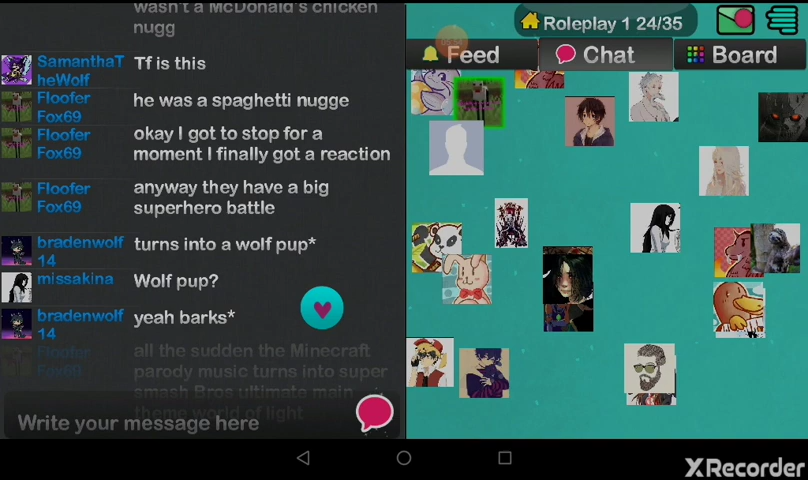 wasn't a McDonald's chicken
nugg
SamanthaT
heWolf
Tf is this
Floofer
Fox69
he was a spaghetti nugge
Floofer
Fox69
okay I got to stop for a
moment I finally got a reaction
Floofer
Fox69
anyway they have a big
superhero battle
bradenwolf
14
turns into a wolf pup*
missakina
Wolf pup?
bradenwolf
14
yeah barks*
Floofer
Fox69
all the sudden the Minecraft
parody music turns into super
smash Bros ultimate main
theme world of light
Write your message here
Roleplay 1 24/35
Feed
Chat
Board
XRecorder